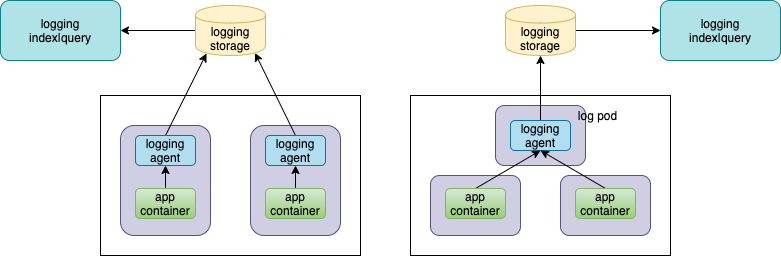 logging
index|query
logging
storage
logging
agent
app
container
logging
agent
app
container
logging
storage
logging
index|query
log pod
logging
agent
app
container
app
container